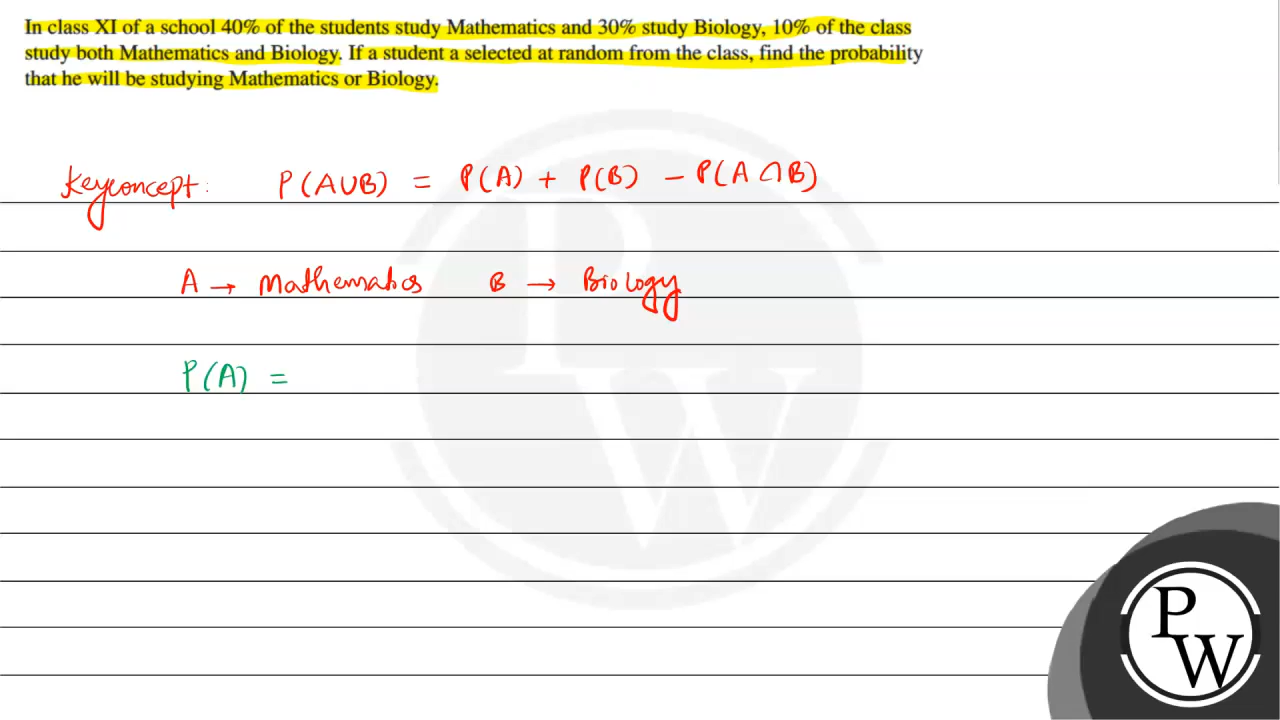 In class XI of a school 40% of the students study Mathematics and 30% study Biology, 10% of the class
study both Mathematics and Biology. If a student a selected at random from the class, find the probability
that he will be studying Mathematics or Biology.
Keyconcept: P(A∪B) = P(A) + P(B) - P(A∩B)
A → Mathematics B → Biology
P(A) =
PW
PW